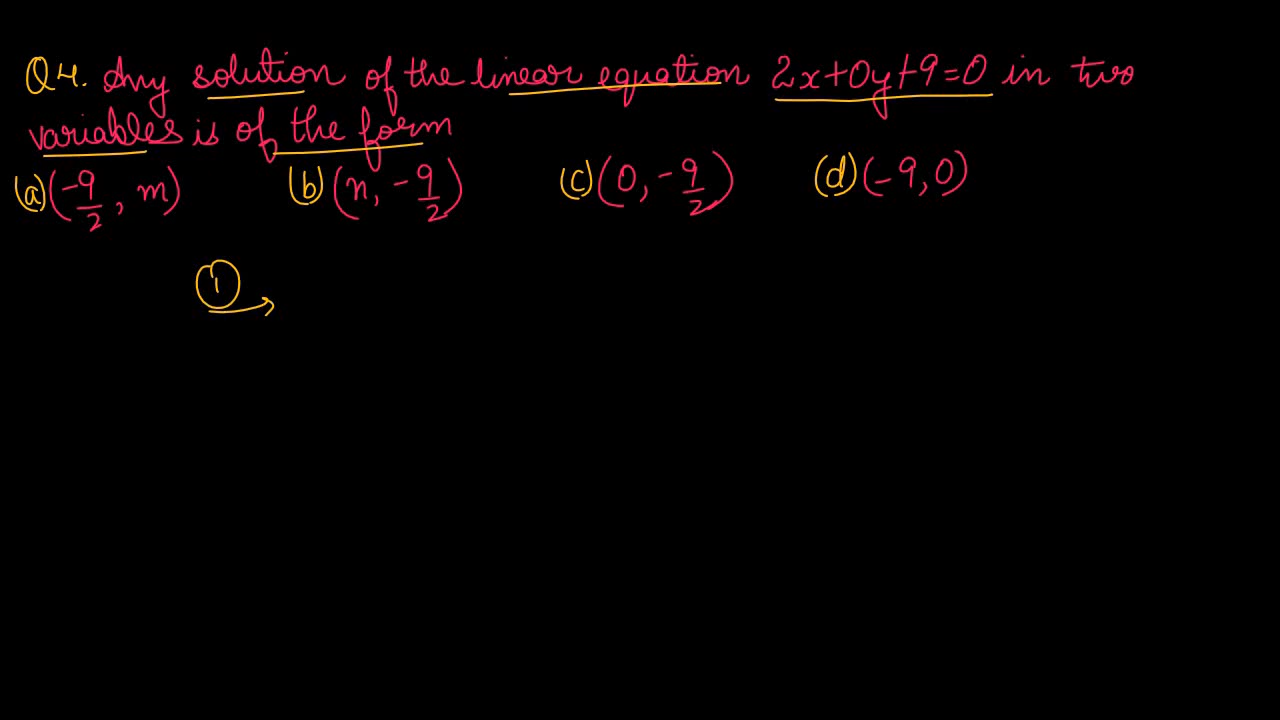 Q4. Any solution of the linear equation 2x+0y+9=0 in two
variables is of the form
(a) (-9/2, m) (b) (n, -9/2) (c) (0, -9/2) (d) (-9, 0)
1 →